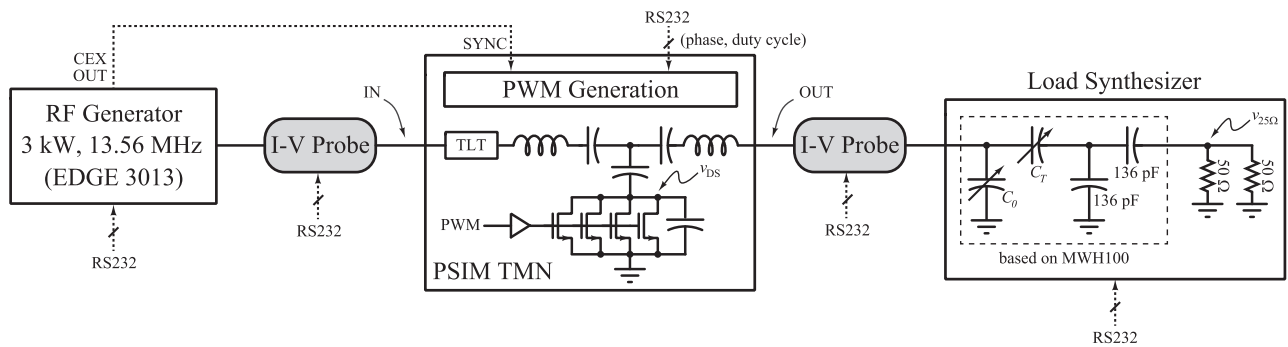 RS232
(phase, duty cycle)
CEX
OUT
SYNC
PWM Generation
IN
OUT
Load Synthesizer
RF Generator
3 kW, 13.56 MHz
(EDGE 3013)
I-V Probe
TLT
I-V Probe
v25Ω
CT
136 pF
C0
136 pF
50 Ω
50 Ω
vDS
PWM
PSIM TMN
based on MWH100
RS232
RS232
RS232
RS232